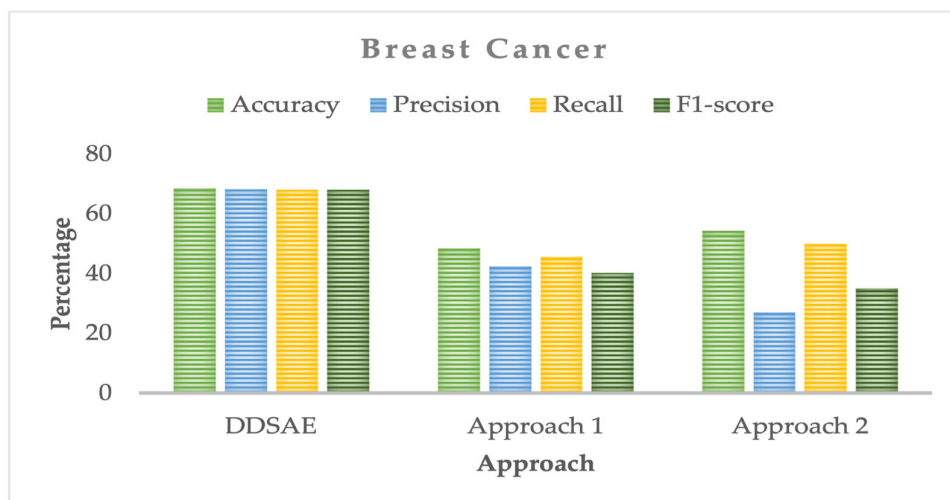 Breast Cancer
Accuracy Precision Recall F1-score
80
60
40
20
0
Percentage
DDSAE Approach 1 Approach 2
Approach